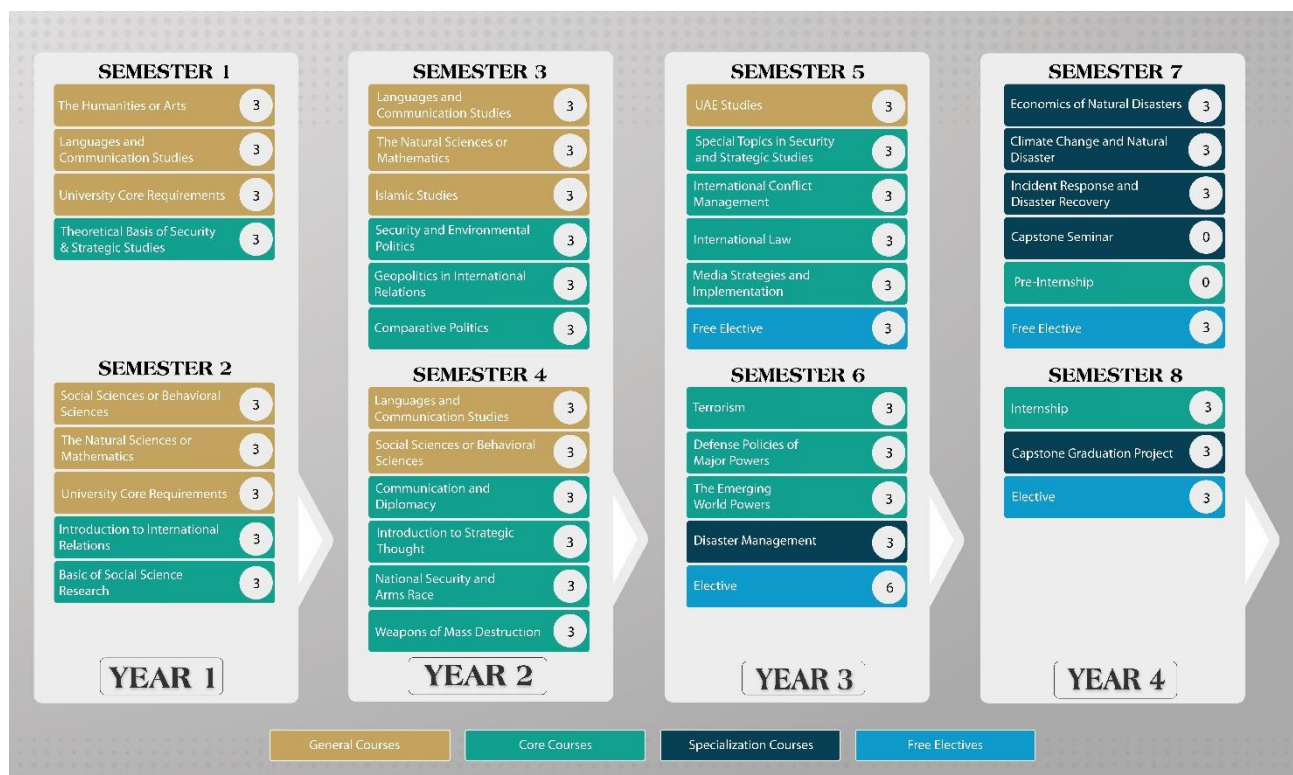 SEMESTER 1
The Humanities or Arts 3
Languages and
Communication Studies 3
University Core Requirements 3
Theoretical Basis of Security
& Strategic Studies 3
SEMESTER 2
Social Sciences or Behavioral
Sciences 3
The Natural Sciences or
Mathematics 3
University Core Requirements 3
Introduction to International
Relations 3
Basic of Social Science
Research 3
YEAR 1
SEMESTER 3
Languages and
Communication Studies 3
The Natural Sciences or
Mathematics 3
Islamic Studies 3
Security and Environmental
Politics 3
Geopolitics in International
Relations 3
Comparative Politics 3
SEMESTER 4
Languages and
Communication Studies 3
Social Sciences or Behavioral
Sciences 3
Communication and
Diplomacy 3
Introduction to Strategic
Thought 3
National Security and
Arms Race 3
Weapons of Mass Destruction 3
YEAR 2
SEMESTER 5
UAE Studies 3
Special Topics in Security
and Strategic Studies 3
International Conflict
Management 3
International Law 3
Media Strategies and
Implementation 3
Free Elective 3
SEMESTER 6
Terrorism 3
Defense Policies of
Major Powers 3
The Emerging
World Powers 3
Disaster Management 3
Elective 6
YEAR 3
SEMESTER 7
Economics of Natural Disasters 3
Climate Change and Natural
Disaster 3
Incident Response and
Disaster Recovery 3
Capstone Seminar 0
Pre-Internship 0
Free Elective 3
SEMESTER 8
Internship 3
Capstone Graduation Project 3
Elective 3
YEAR 4
General Courses
Core Courses
Specialization Courses
Free Electives